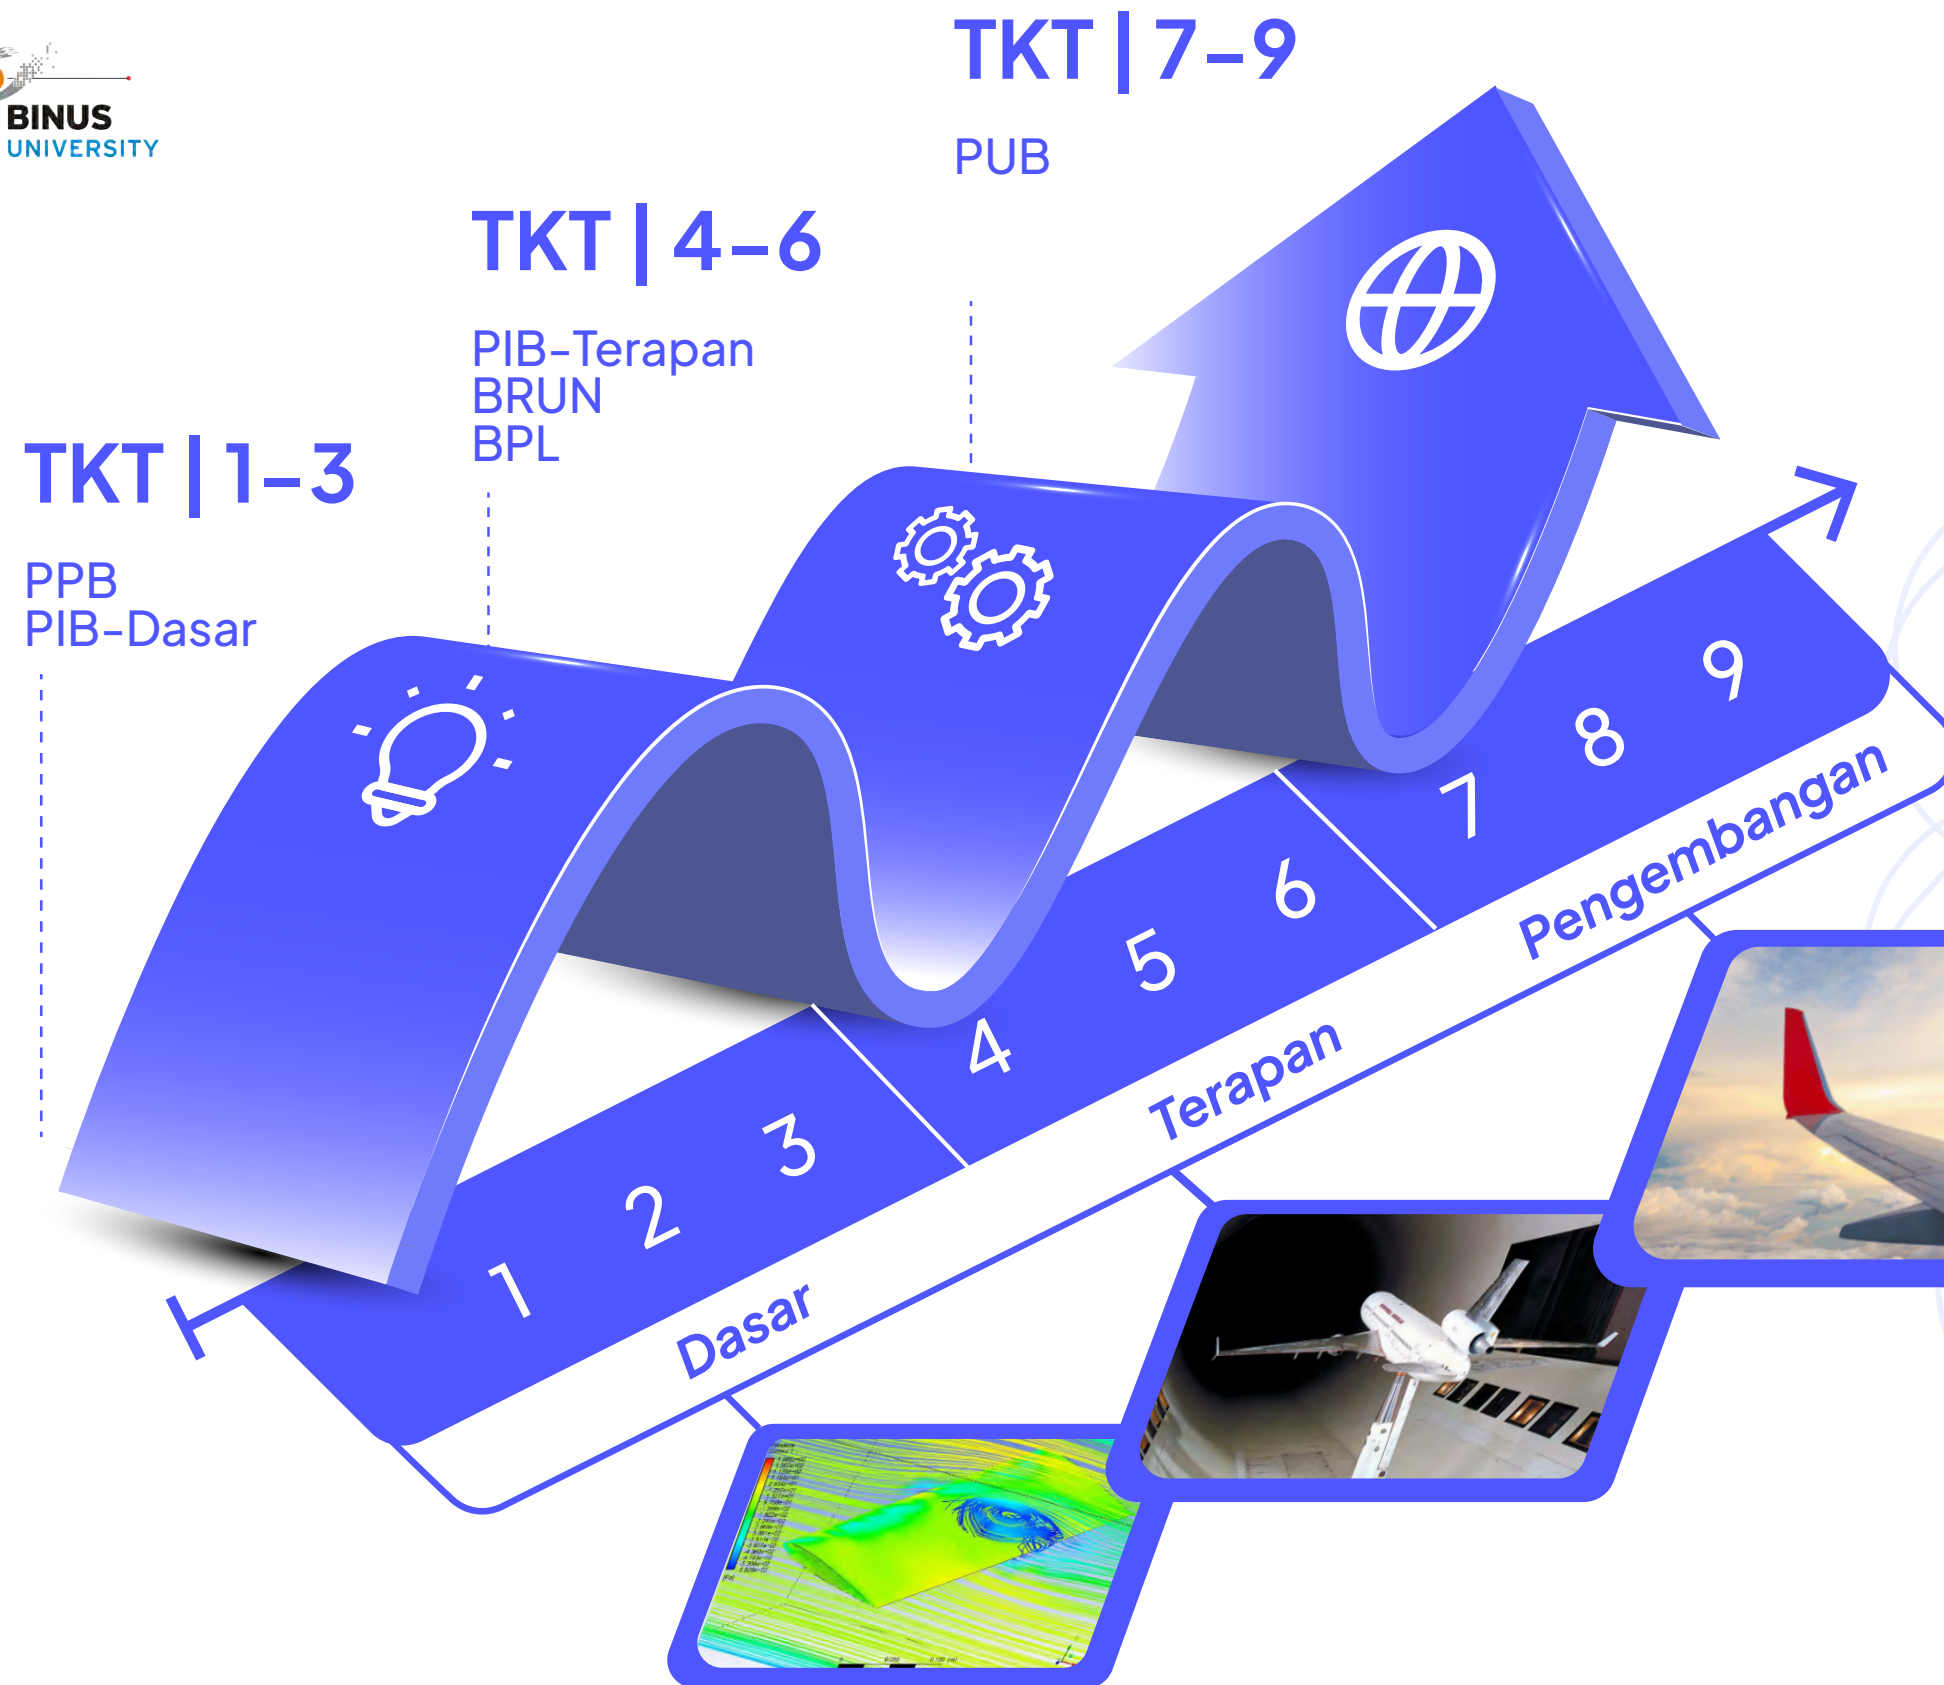 BINUS
UNIVERSITY
TKT | 7-9
PUB
TKT | 4-6
PIB-Terapan
BRUN
BPL
TKT | 1-3
PPB
PIB-Dasar
1 2 3 4 5 6 7 8 9
Dasar
Terapan
Pengembangan